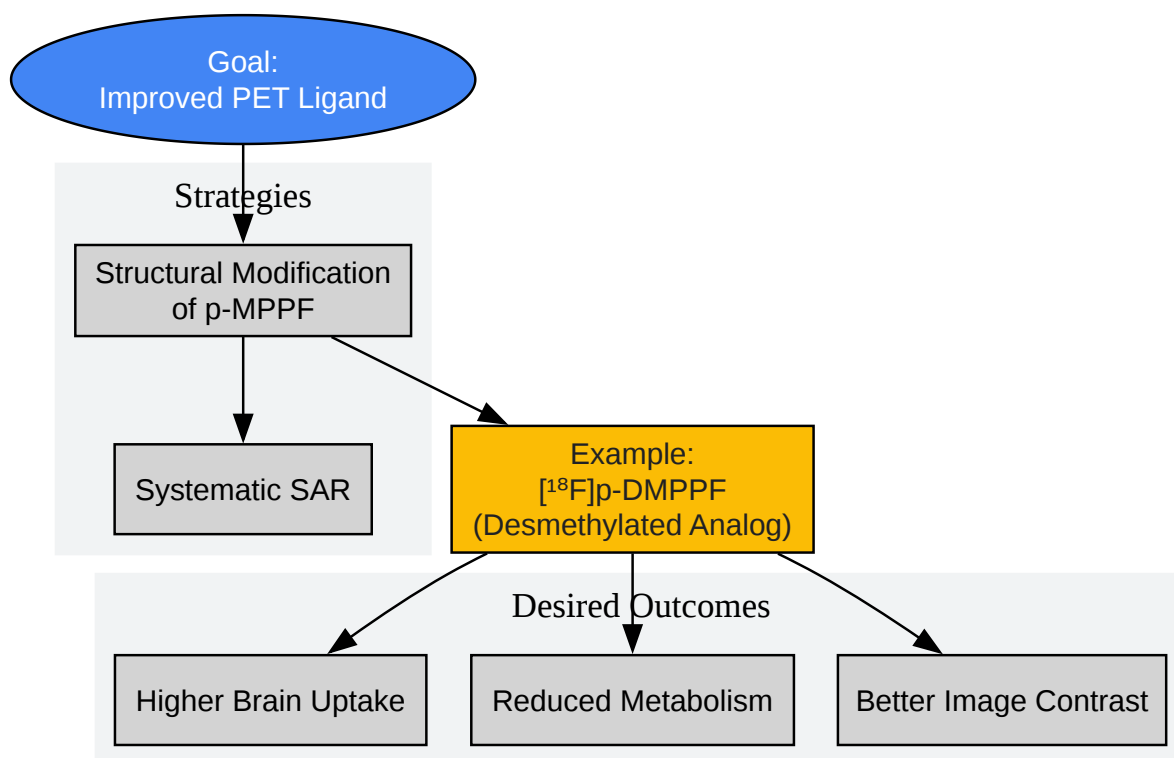 Goal:
Improved PET Ligand
Strategies
Structural Modification
of p-MPPF
Systematic SAR
Example:
[¹⁸F]p-DMPPF
(Desmethylated Analog)
Desired Outcomes
Higher Brain Uptake
Reduced Metabolism
Better Image Contrast